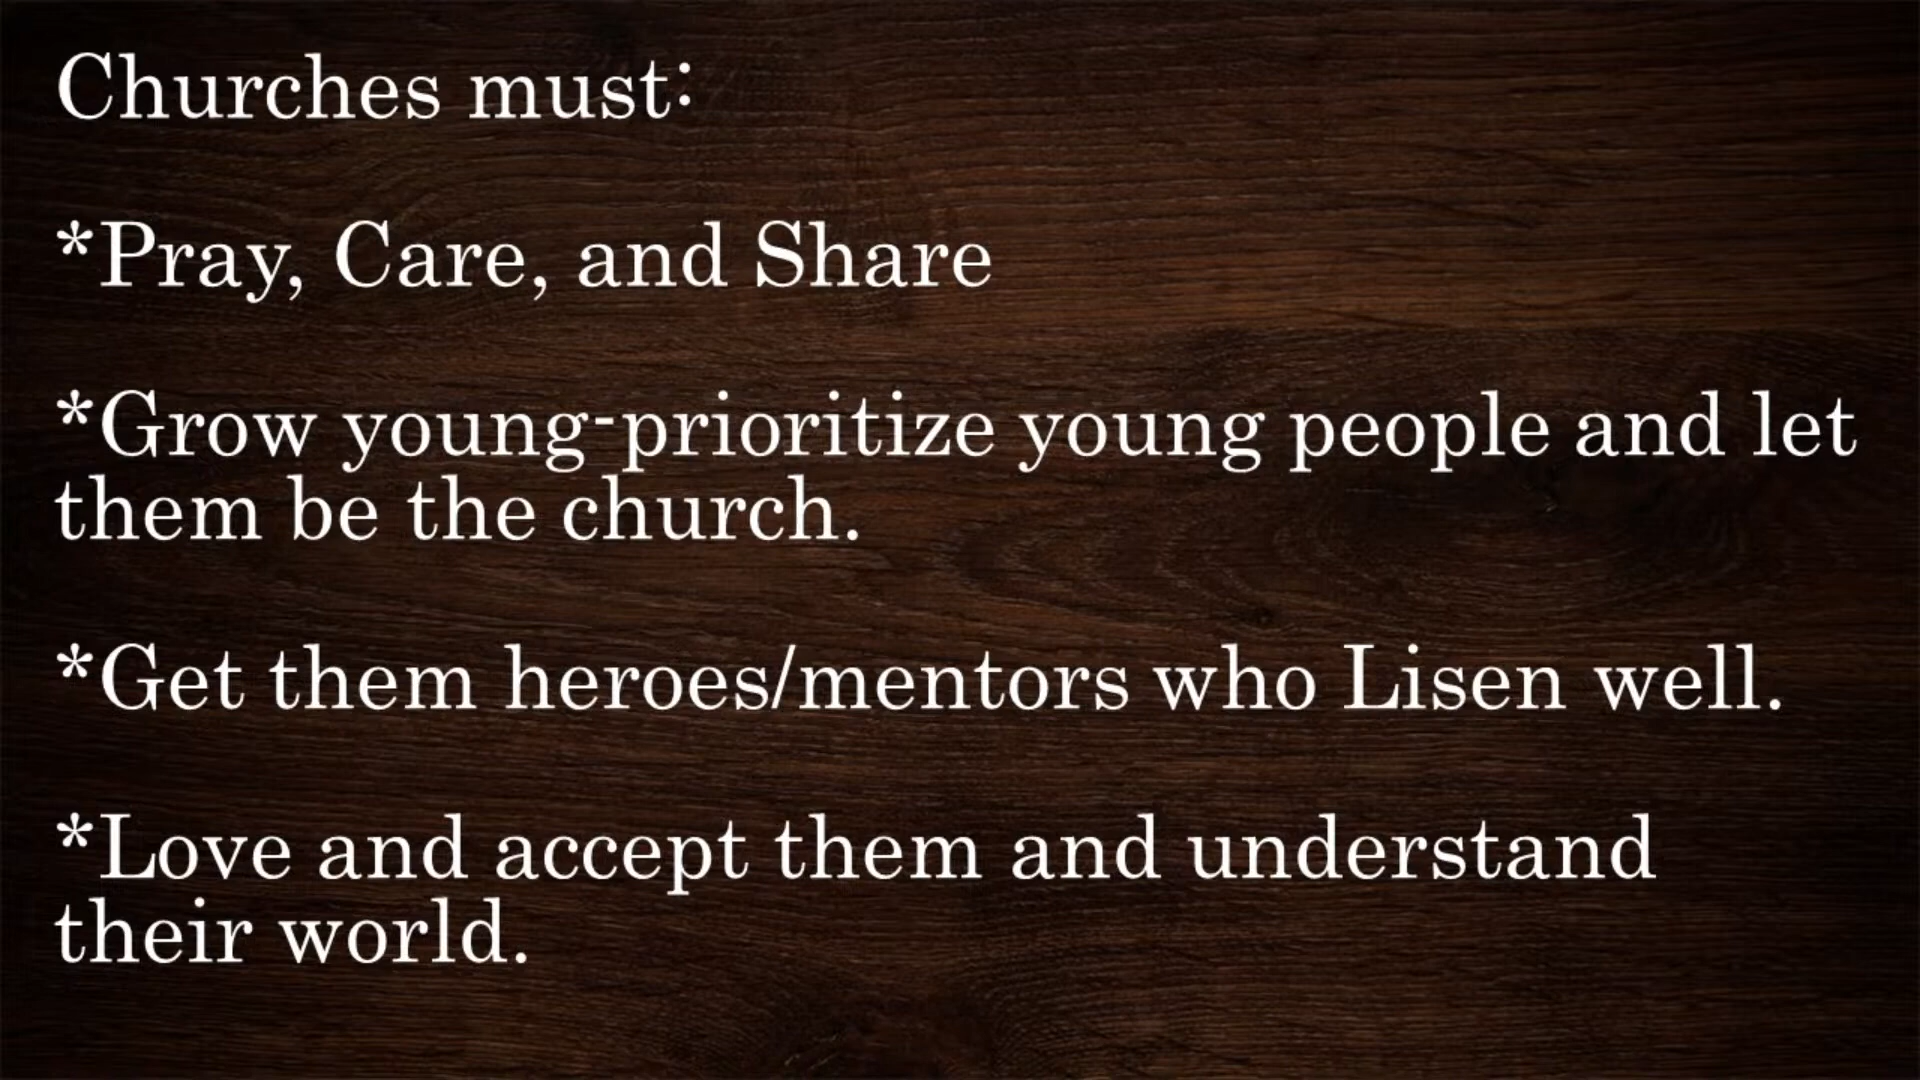 Churches must:
*Pray, Care, and Share
*Grow young-prioritize young people and let
them be the church.
*Get them heroes/mentors who Lisen well.
*Love and accept them and understand
their world.